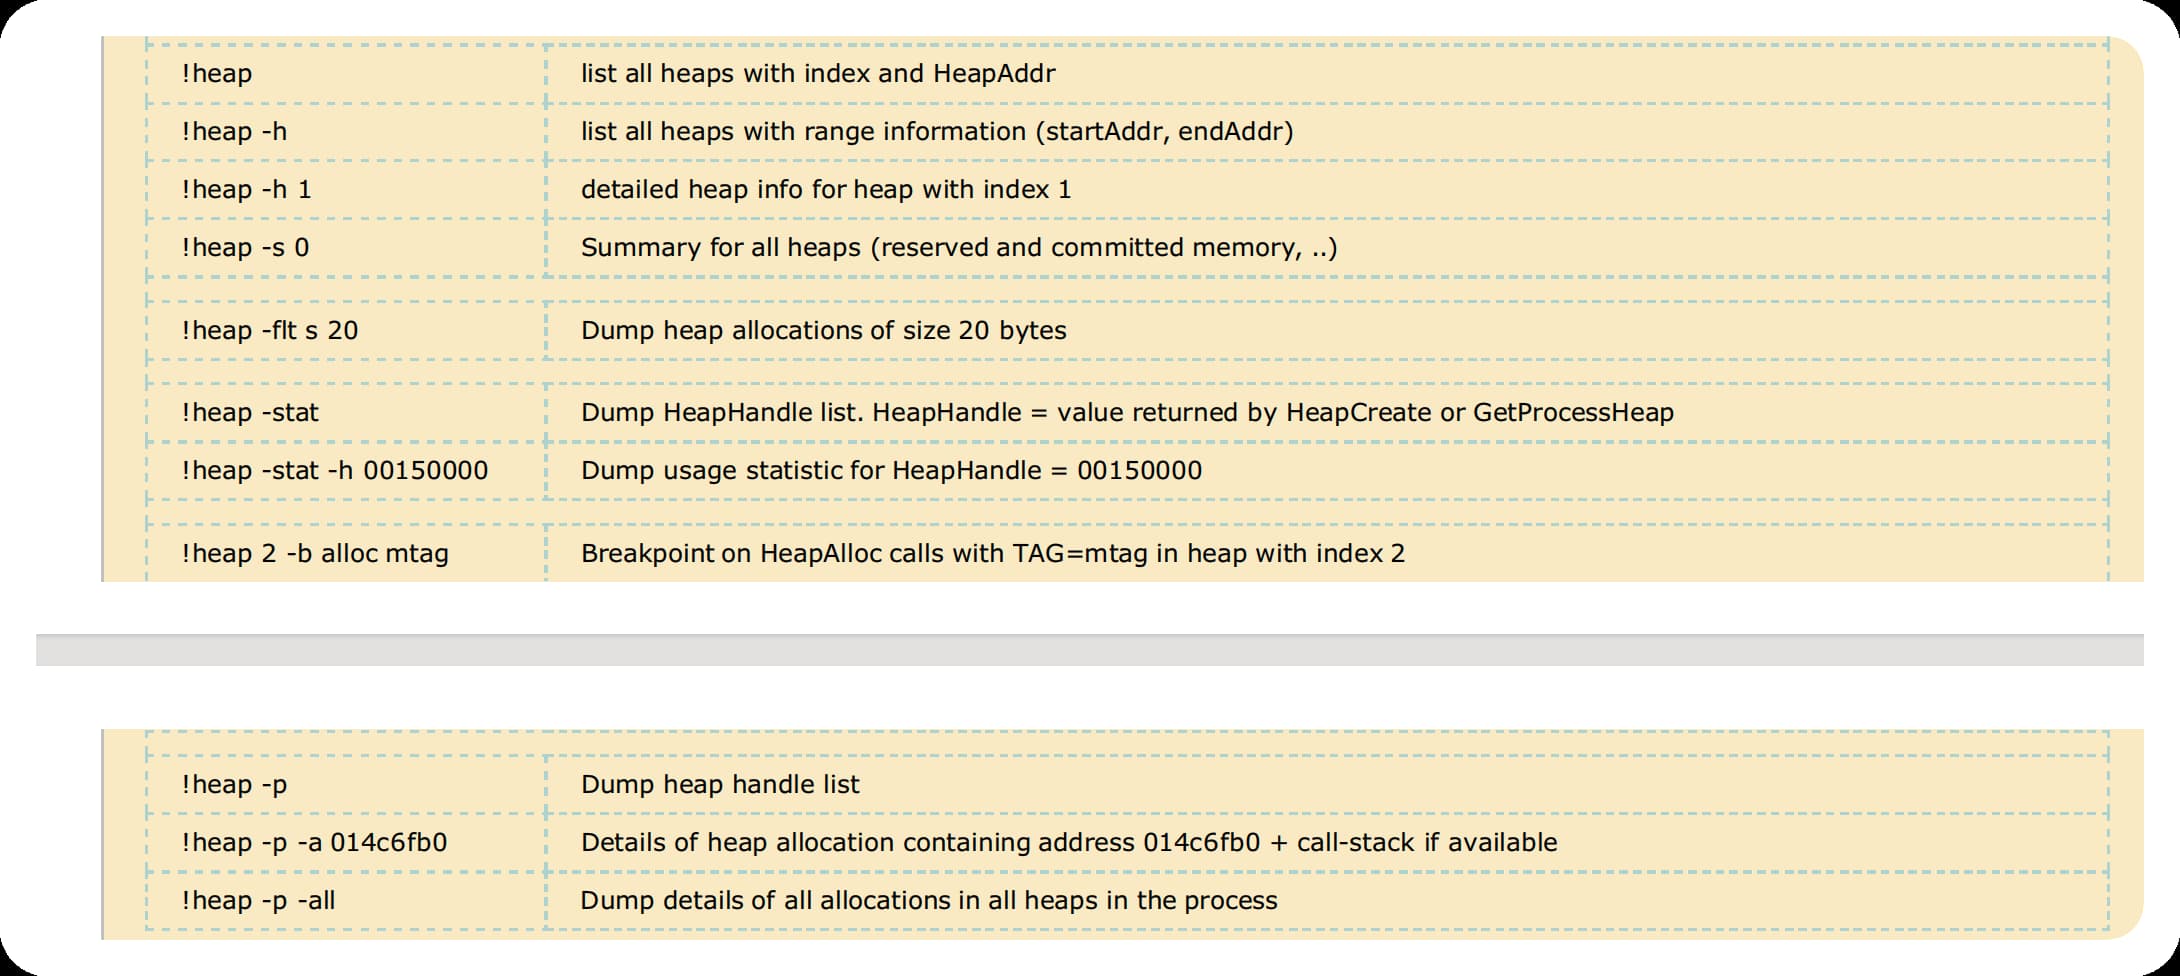 !heap list all heaps with index and HeapAddr
!heap -h list all heaps with range information (startAddr, endAddr)
!heap -h 1 detailed heap info for heap with index 1
!heap -s 0 Summary for all heaps (reserved and committed memory, ..)
!heap -flt s 20 Dump heap allocations of size 20 bytes
!heap -stat Dump HeapHandle list. HeapHandle = value returned by HeapCreate or GetProcessHeap
!heap -stat -h 00150000 Dump usage statistic for HeapHandle = 00150000
!heap 2 -b alloc mtag Breakpoint on HeapAlloc calls with TAG=mtag in heap with index 2
!heap -p Dump heap handle list
!heap -p -a 014c6fb0 Details of heap allocation containing address 014c6fb0 + call-stack if available
!heap -p -all Dump details of all allocations in all heaps in the process